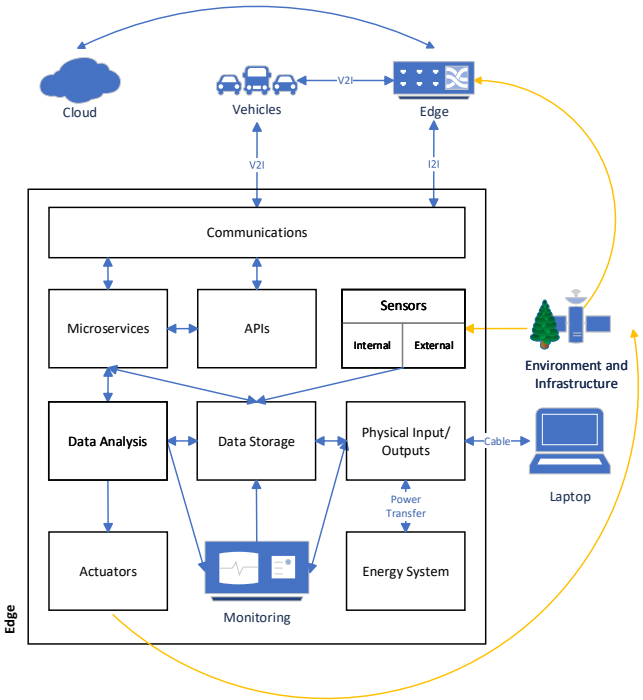 Cloud
Vehicles
V2I
Edge
V2I
I2I
Communications
Microservices
APIs
Sensors
Internal
External
Environment and
Infrastructure
Data Analysis
Data Storage
Physical Input/
Outputs
Cable
Laptop
Power
Transfer
Actuators
Monitoring
Energy System
Edge